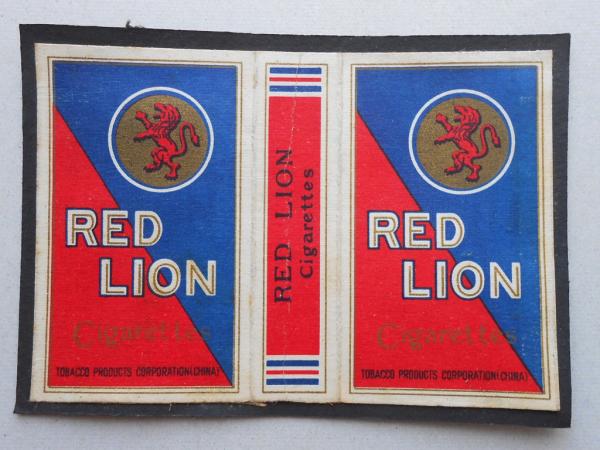 RED
LION
Cigarettes
TOBACCO PRODUCTS CORPORATION(CHINA)
RED LION
Cigarettes
RED
LION
Cigarettes
TOBACCO PRODUCTS CORPORATION(CHINA)